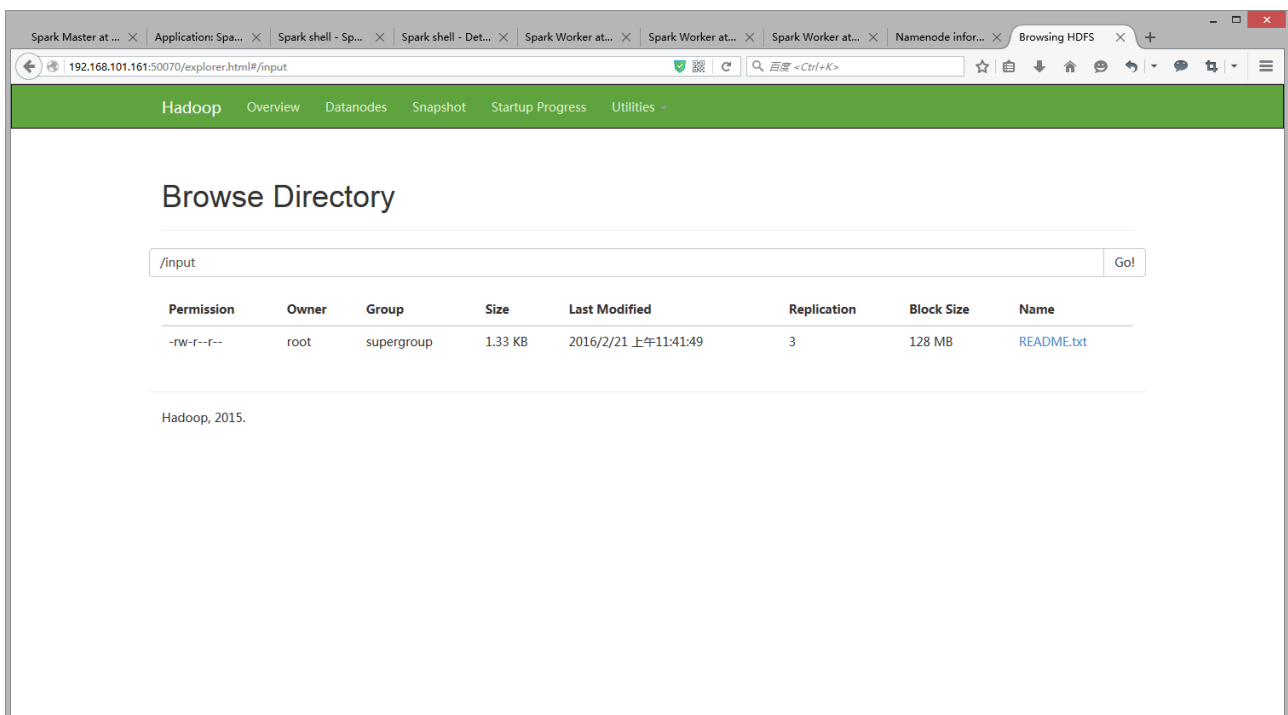 Spark Master at ... Application: Spa... Spark shell - Sp... Spark shell - Det... Spark Worker at... Spark Worker at... Spark Worker at... Namenode infor... Browsing HDFS
192.168.101.161:50070/explorer.html#/input 百度 <Ctrl+K>
Hadoop Overview Datanodes Snapshot Startup Progress Utilities
Browse Directory
/input Go!
Permission Owner Group Size Last Modified Replication Block Size Name
-rw-r--r-- root supergroup 1.33 KB 2016/2/21 上午11:41:49 3 128 MB README.txt
Hadoop, 2015.